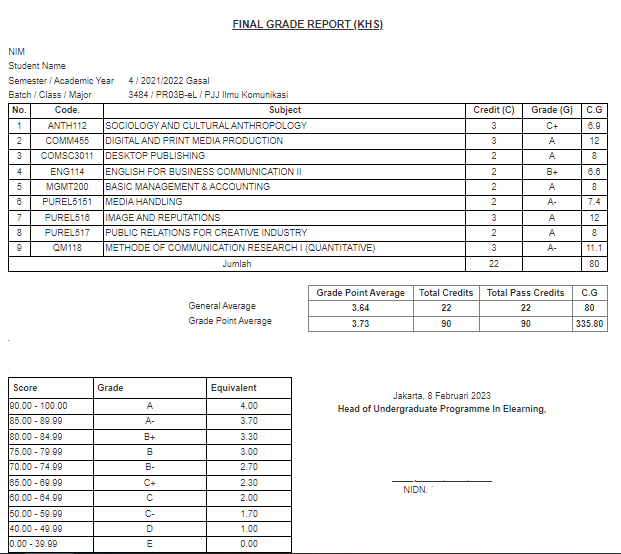 FINAL GRADE REPORT (KHS)
NIM
Student Name
Semester / Academic Year 4 / 2021/2022 Gasal
Batch / Class / Major 3484 / PR03B-eL / PJJ Ilmu Komunikasi
No. Code. Subject Credit (C) Grade (G) C.G
1 ANTH112 SOCIOLOGY AND CULTURAL ANTHROPOLOGY 3 C+ 6.9
2 COMM455 DIGITAL AND PRINT MEDIA PRODUCTION 3 A 12
3 COMSC3011 DESKTOP PUBLISHING 2 A 8
4 ENG114 ENGLISH FOR BUSINESS COMMUNICATION II 2 B+ 6.6
5 MGMT200 BASIC MANAGEMENT & ACCOUNTING 2 A 8
6 PUREL5151 MEDIA HANDLING 2 A- 7.4
7 PUREL516 IMAGE AND REPUTATIONS 3 A 12
8 PUREL517 PUBLIC RELATIONS FOR CREATIVE INDUSTRY 2 A 8
9 QM118 METHODE OF COMMUNICATION RESEARCH I (QUANTITATIVE) 3 A- 11.1
Jumlah 22 80
Grade Point Average Total Credits Total Pass Credits C.G
General Average 3.64 22 22 80
Grade Point Average 3.73 90 90 335.80
Score Grade Equivalent
90.00 - 100.00 A 4.00
85.00 - 89.99 A- 3.70
80.00 - 84.99 B+ 3.30
75.00 - 79.99 B 3.00
70.00 - 74.99 B- 2.70
65.00 - 69.99 C+ 2.30
60.00 - 64.99 C 2.00
50.00 - 59.99 C- 1.70
40.00 - 49.99 D 1.00
0.00 - 39.99 E 0.00
Jakarta, 8 Februari 2023
Head of Undergraduate Programme In Elearning,
NIDN.